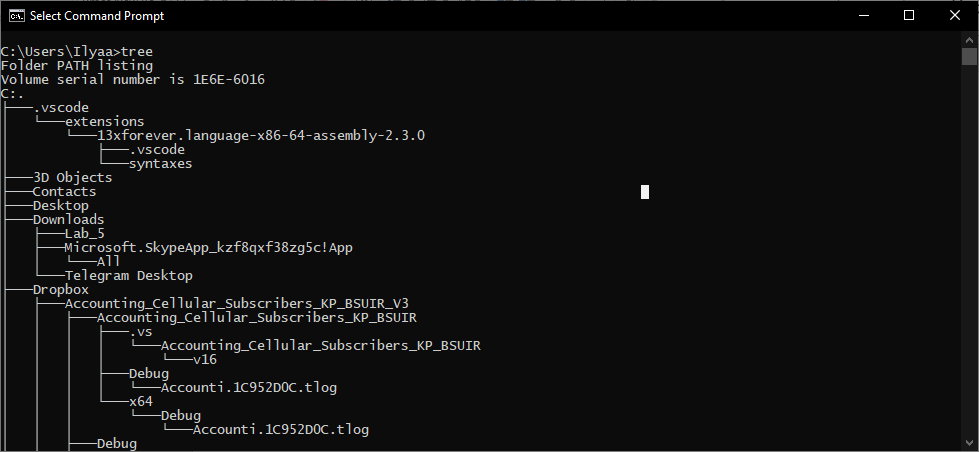 Select Command Prompt
C:\Users\Ilyaa>tree
Folder PATH listing
Volume serial number is 1E6E-6016
C:.
├───.vscode
│   └───extensions
│       └───13xforever.language-x86-64-assembly-2.3.0
│           ├───.vscode
│           └───syntaxes
├───3D Objects
├───Contacts
├───Desktop
├───Downloads
│   ├───Lab_5
│   ├───Microsoft.SkypeApp_kzf8qxf38zg5c!App
│   │   └───All
│   └───Telegram Desktop
├───Dropbox
│   ├───Accounting_Cellular_Subscribers_KP_BSUIR_V3
│   │   ├───Accounting_Cellular_Subscribers_KP_BSUIR
│   │   │   ├───.vs
│   │   │   │   └───Accounting_Cellular_Subscribers_KP_BSUIR
│   │   │   │       └───v16
│   │   │   ├───Debug
│   │   │   │   └───Accounti.1C952D0C.tlog
│   │   │   └───x64
│   │   │       └───Debug
│   │   │           └───Accounti.1C952D0C.tlog
│   │   ├───Debug